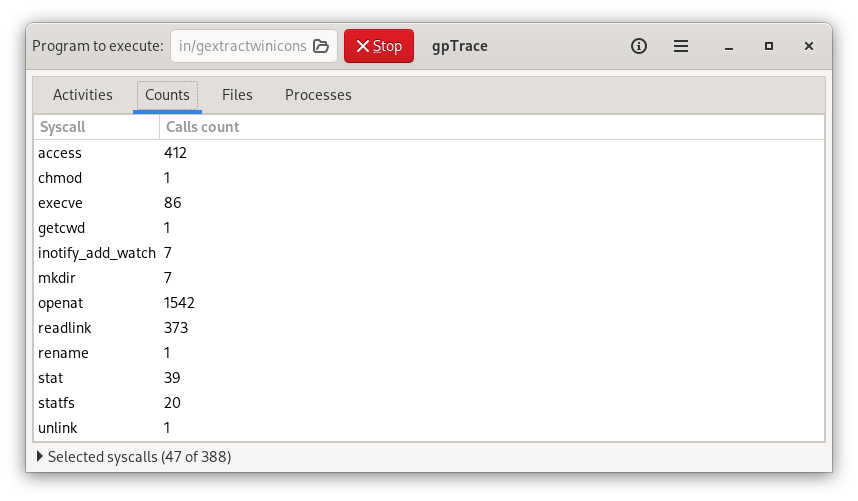 Program to execute: in/gextractwinicons Stop gpTrace
Activities Counts Files Processes
Syscall Calls count
access 412
chmod 1
execve 86
getcwd 1
inotify_add_watch 7
mkdir 7
openat 1542
readlink 373
rename 1
stat 39
statfs 20
unlink 1
Selected syscalls (47 of 388)